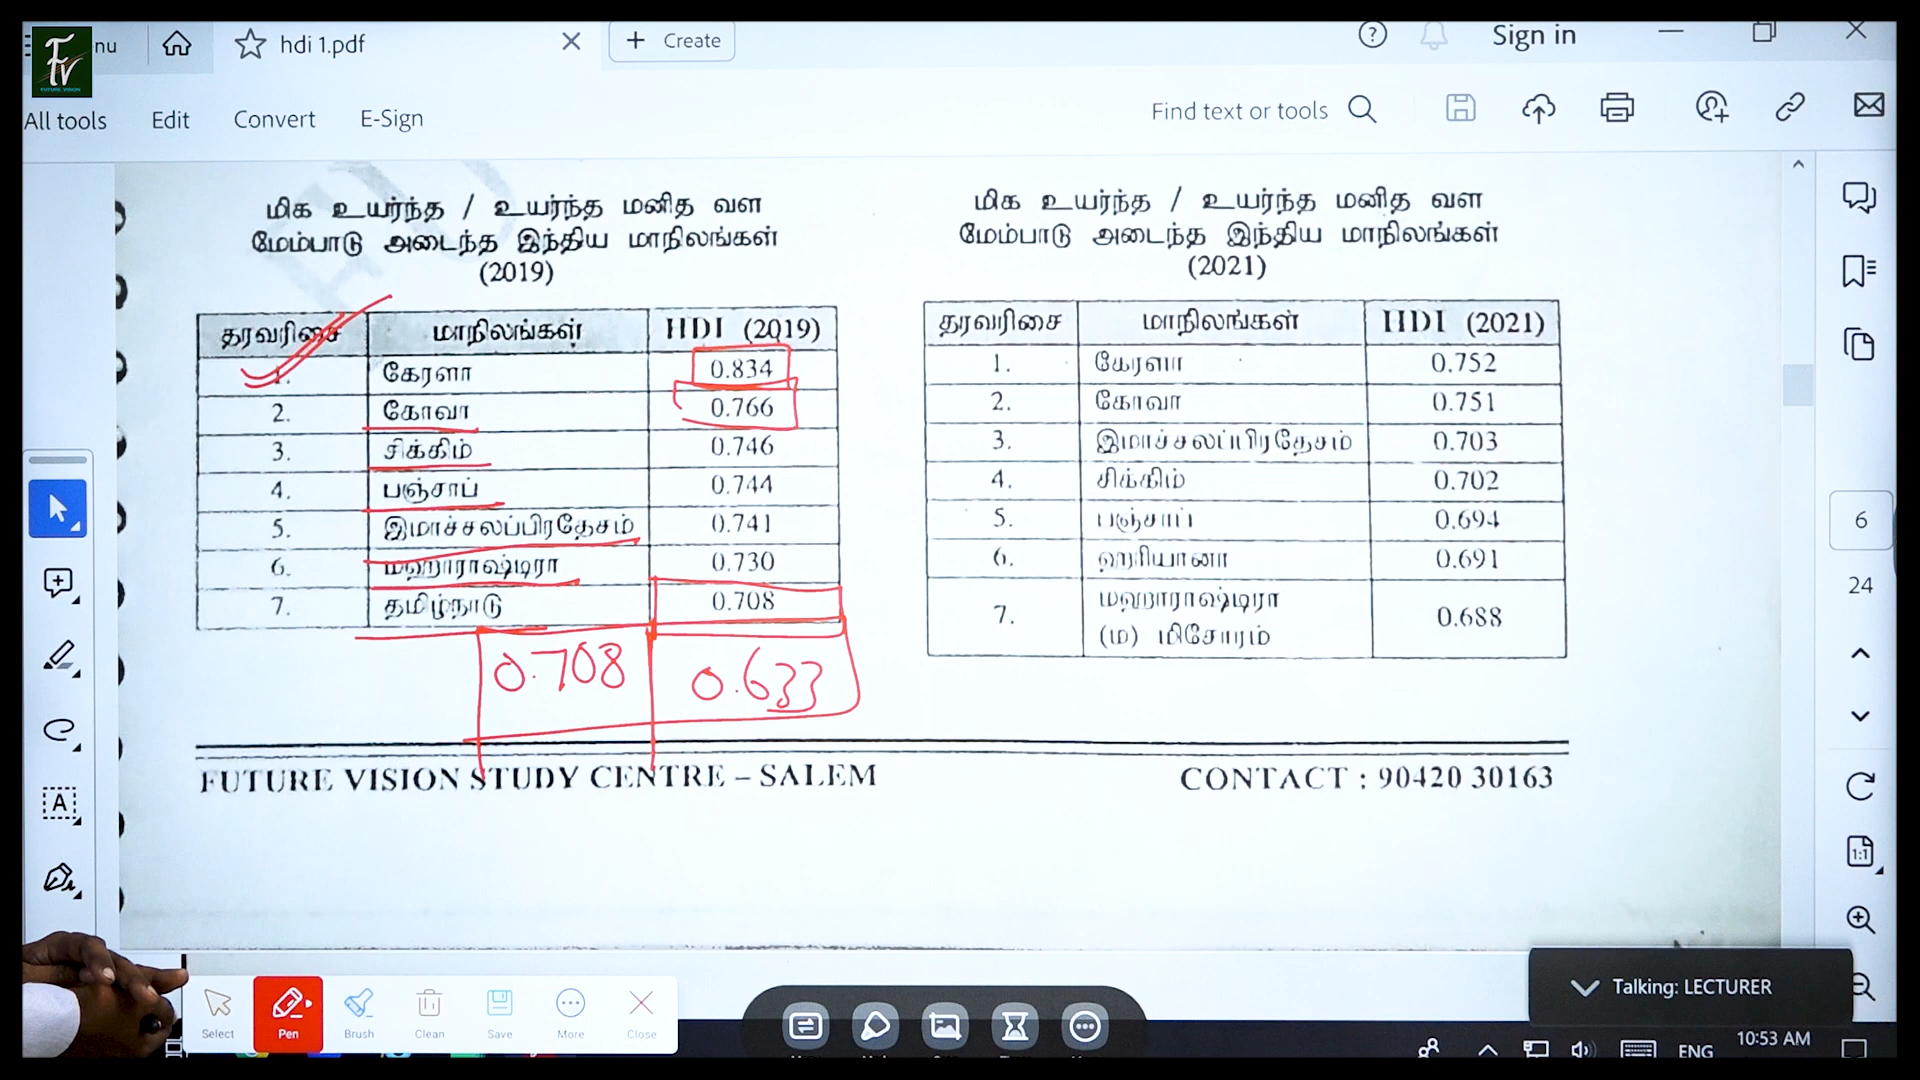 Fv
FUTURE VISION
nu
hdi 1.pdf
+ Create
Sign in
All tools
Edit
Convert
E-Sign
Find text or tools
மிக உயர்ந்த / உயர்ந்த மனித வள
மேம்பாடு அடைந்த இந்திய மாநிலங்கள்
(2019)
தரவரிசை மாநிலங்கள் HDI (2019)
1. கேரளா 0.834
2. கோவா 0.766
3. சிக்கிம் 0.746
4. பஞ்சாப் 0.744
5. இமாச்சலப்பிரதேசம் 0.741
6. மஹாராஷ்டிரா 0.730
7. தமிழ்நாடு 0.708
0.708 0.633
மிக உயர்ந்த / உயர்ந்த மனித வள
மேம்பாடு அடைந்த இந்திய மாநிலங்கள்
(2021)
தரவரிசை மாநிலங்கள் HDI (2021)
1. கேரளா 0.752
2. கோவா 0.751
3. இமாச்சலப்பிரதேசம் 0.703
4. சிக்கிம் 0.702
5. பஞ்சாப் 0.694
6. ஹரியானா 0.691
7. மஹாராஷ்டிரா (ம) மிசோரம் 0.688
FUTURE VISION STUDY CENTRE – SALEM
CONTACT : 90420 30163
6
24
1:1
Select
Pen
Brush
Clean
Save
More
Close
Talking: LECTURER
ENG
10:53 AM